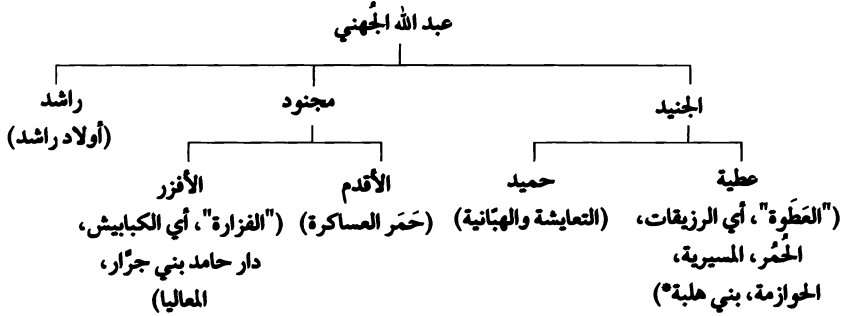 عبد الله الجُهني
الجنيد
مجنود
راشد
(أولاد راشد)
عطية
("العَطَوة"، أي الرزيقات،
الحُمُر، المسيرية،
الحوازمة، بني هلبة*)
حميد
(التعايشة والهبّانية)
الأقدم
(حَمَر العساكرة)
الأفزر
("الفزارة"، أي الكبابيش،
دار حامد بني جرَّار،
المعاليا)